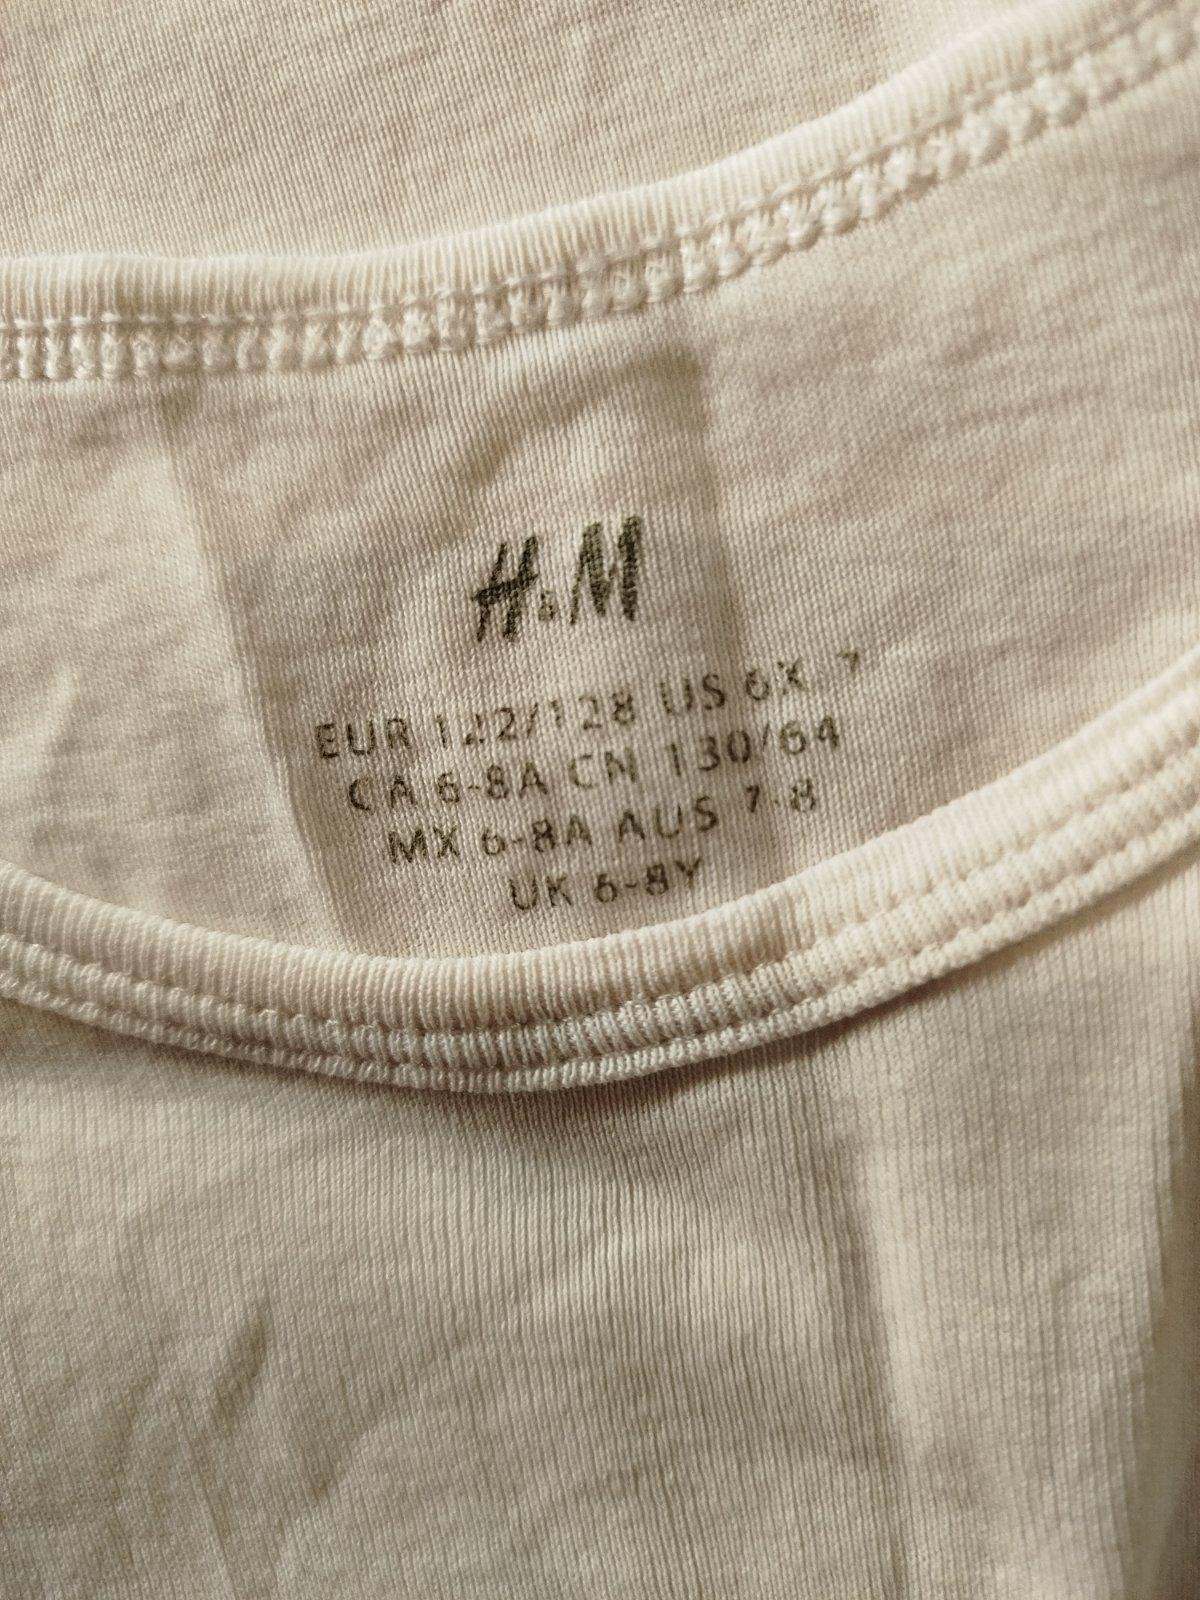 H&M
EUR 122/128 US 6X-7
CA 6-8A CN 130/64
MX 6-8A AUS 7-8
UK 6-8Y